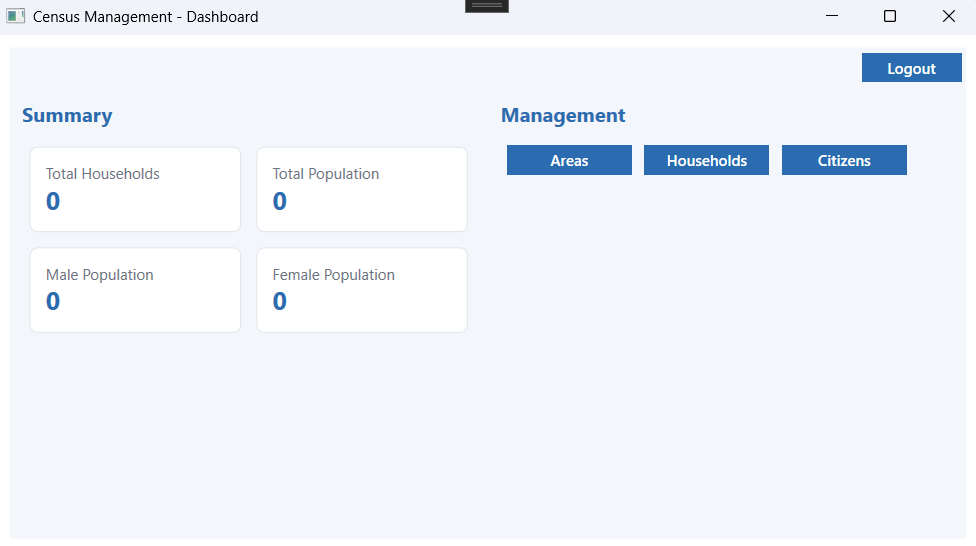 Census Management - Dashboard
Logout
Summary
Total Households
0
Total Population
0
Male Population
0
Female Population
0
Management
Areas
Households
Citizens